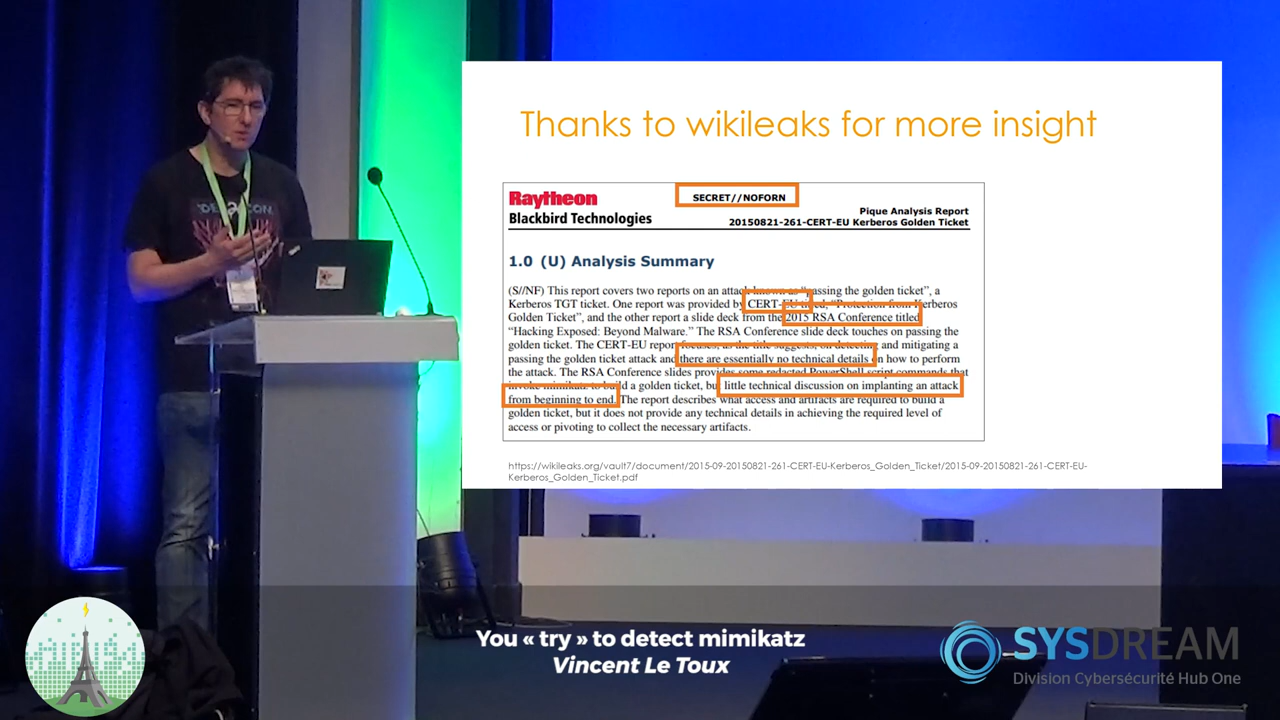 Thanks to wikileaks for more insight
Raytheon
Blackbird Technologies
SECRET//NOFORN
Pique Analysis Report
20150821-261-CERT-EU Kerberos Golden Ticket
1.0 (U) Analysis Summary
(S//NF) This report covers two reports on an attack known as "passing the golden ticket", a
Kerberos TGT ticket. One report was provided by CERT-EU titled, "Protection from Kerberos
Golden Ticket", and the other report a slide deck from the 2015 RSA Conference titled
"Hacking Exposed: Beyond Malware." The RSA Conference slide deck touches on passing the
golden ticket. The CERT-EU report focuses, as the title suggests, on detecting and mitigating a
passing the golden ticket attack and there are essentially no technical details on how to perform
the attack. The RSA Conference slides provides some redacted PowerShell script commands that
invoke mimikatz to build a golden ticket, but little technical discussion on implanting an attack
from beginning to end. The report describes what access and artifacts are required to build a
golden ticket, but it does not provide any technical details in achieving the required level of
access or pivoting to collect the necessary artifacts.
https://wikileaks.org/vault7/document/2015-09-20150821-261-CERT-EU-Kerberos_Golden_Ticket/2015-09-20150821-261-CERT-EU-
Kerberos_Golden_Ticket.pdf
You « try » to detect mimikatz
Vincent Le Toux
SYSDREAM
Division Cybersécurité Hub One